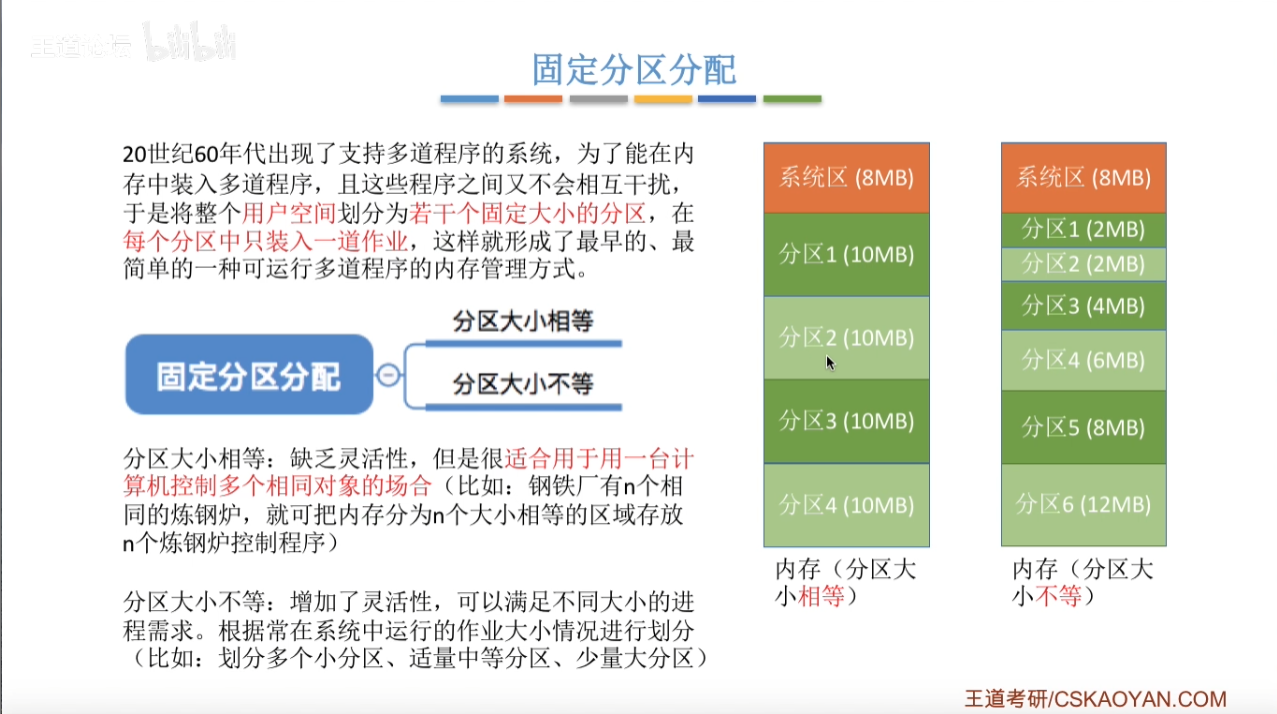 王道论坛 bilibili
固定分区分配
20世纪60年代出现了支持多道程序的系统，为了能在内
存中装入多道程序，且这些程序之间又不会相互干扰，
于是将整个用户空间划分为若干个固定大小的分区，在
每个分区中只装入一道作业，这样就形成了最早的、最
简单的一种可运行多道程序的内存管理方式。
固定分区分配
分区大小相等
分区大小不等
分区大小相等：缺乏灵活性，但是很适合用于用一台计
算机控制多个相同对象的场合（比如：钢铁厂有n个相
同的炼钢炉，就可把内存分为n个大小相等的区域存放
n个炼钢炉控制程序）
分区大小不等：增加了灵活性，可以满足不同大小的进
程需求。根据常在系统中运行的作业大小情况进行划分
（比如：划分多个小分区、适量中等分区、少量大分区）
系统区 (8MB)
分区1 (10MB)
分区2 (10MB)
分区3 (10MB)
分区4 (10MB)
内存（分区大
小相等）
系统区 (8MB)
分区1 (2MB)
分区2 (2MB)
分区3 (4MB)
分区4 (6MB)
分区5 (8MB)
分区6 (12MB)
内存（分区大
小不等）
王道考研/CSKAOYAN.COM